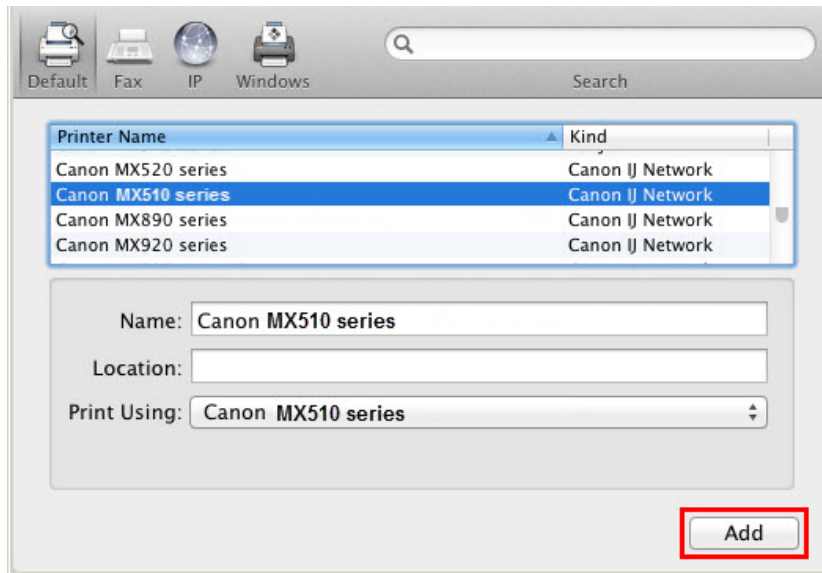 Default Fax IP Windows Search
Printer Name Kind
Canon MX520 series Canon IJ Network
Canon MX510 series Canon IJ Network
Canon MX890 series Canon IJ Network
Canon MX920 series Canon IJ Network
Name: Canon MX510 series
Location:
Print Using: Canon MX510 series
Add